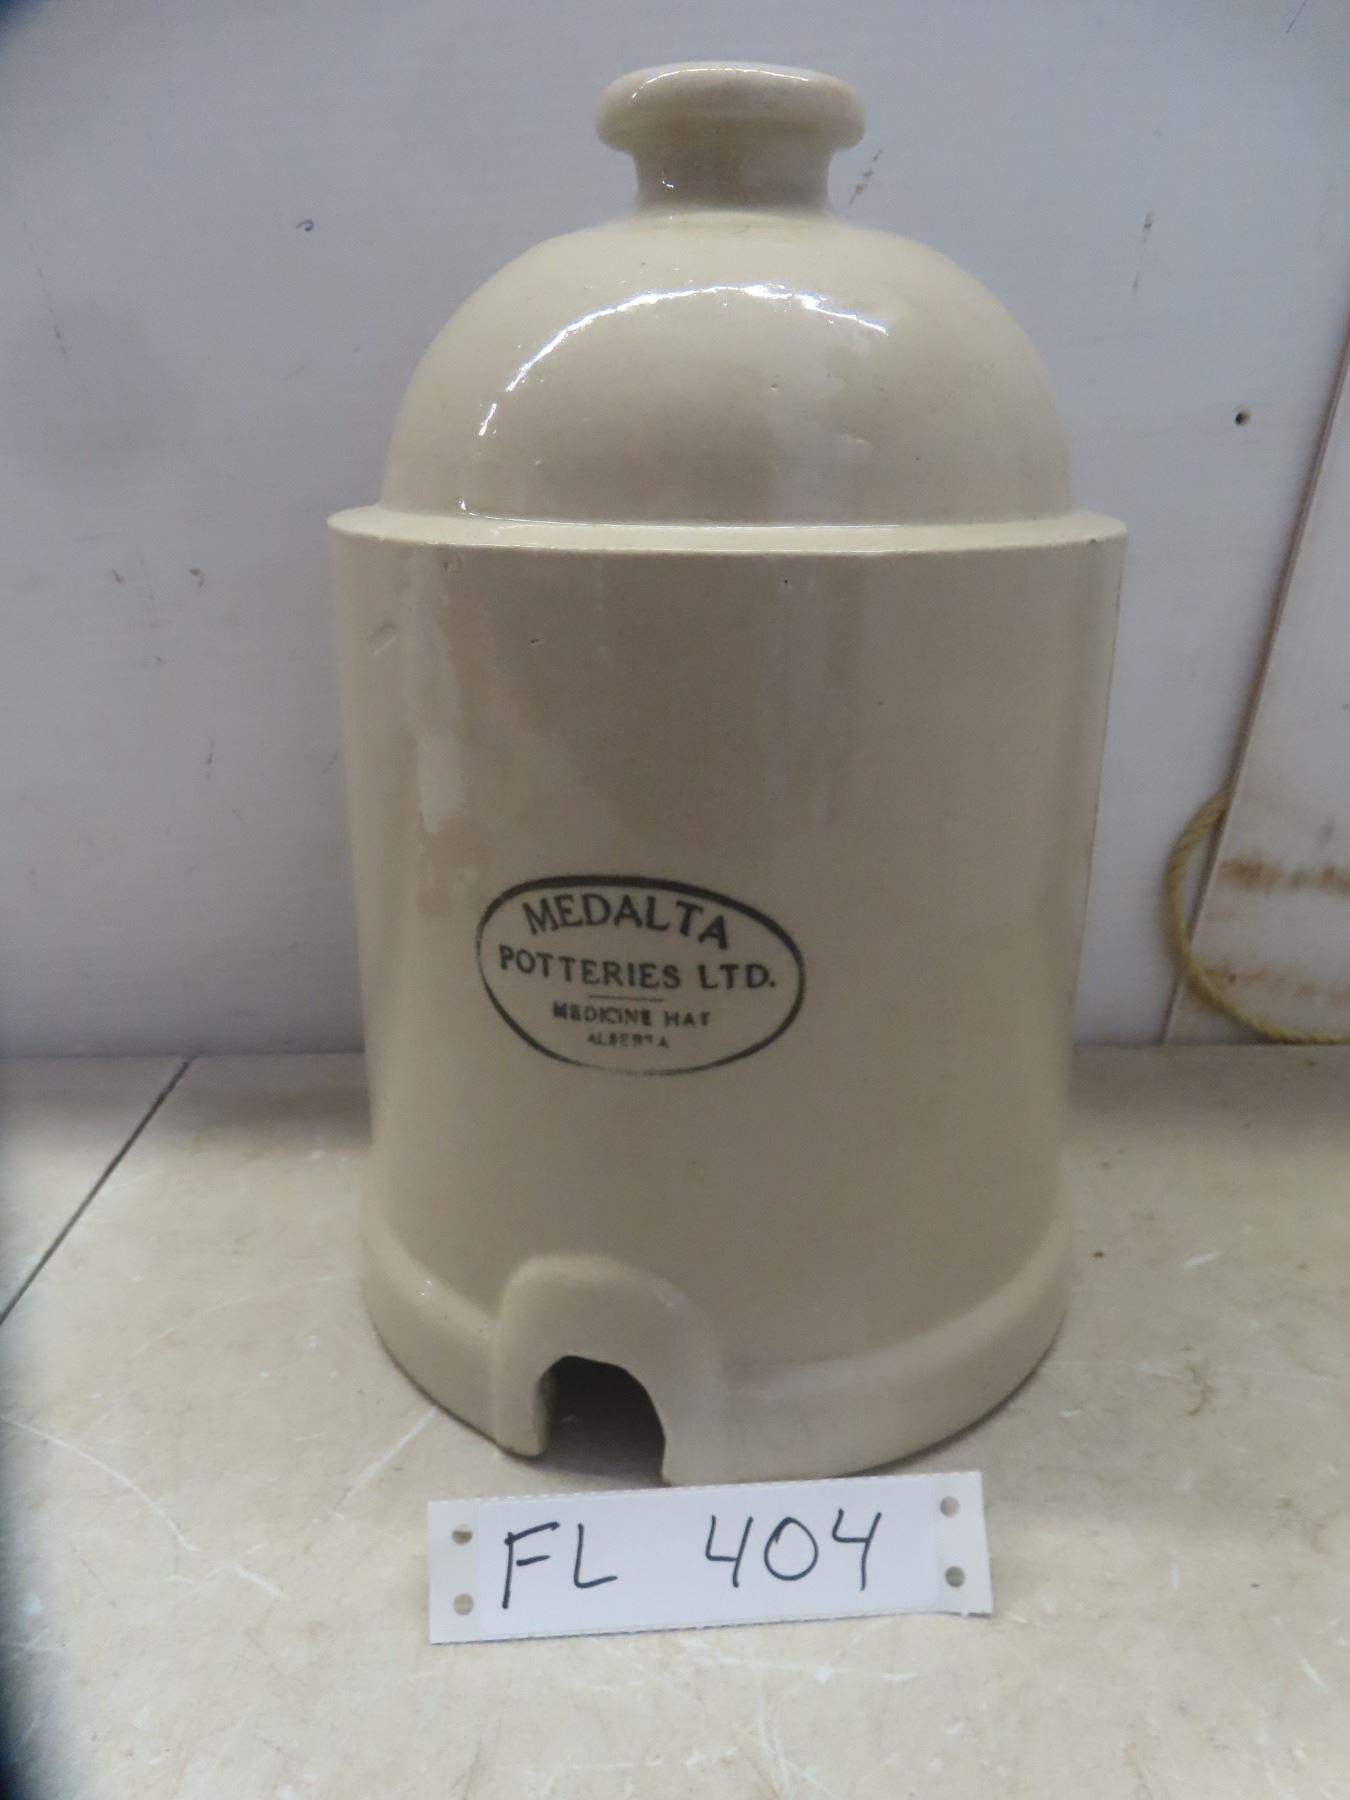 MEDALTA
POTTERIES LTD.
MEDICINE HAT
ALBERTA
FL 404